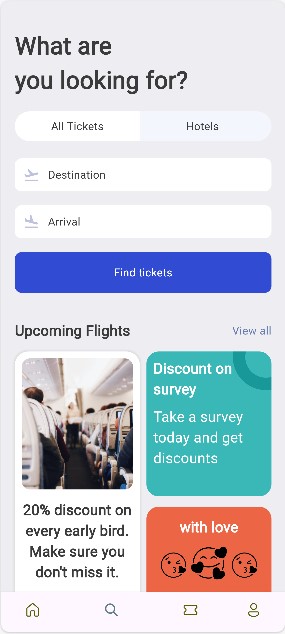 What are
you looking for?
All Tickets
Hotels
Destination
Arrival
Find tickets
Upcoming Flights
View all
20% discount on
every early bird.
Make sure you
don't miss it.
Discount on
survey
Take a survey
today and get
discounts
with love